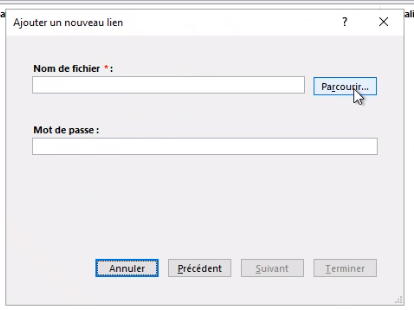 Ajouter un nouveau lien
?
Nom de fichier * :
Parcourir...
Mot de passe :
Annuler
Précédent
Suivant
Terminer